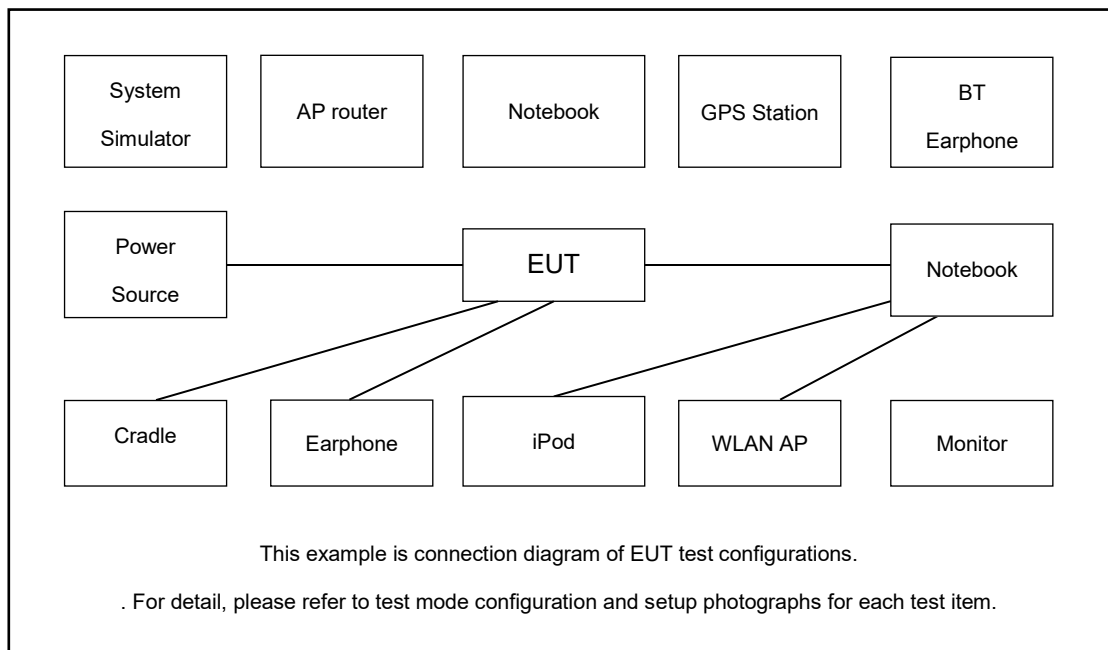 System
Simulator
AP router
Notebook
GPS Station
BT
Earphone
Power
Source
EUT
Notebook
Cradle
Earphone
iPod
WLAN AP
Monitor
This example is connection diagram of EUT test configurations.
. For detail, please refer to test mode configuration and setup photographs for each test item.